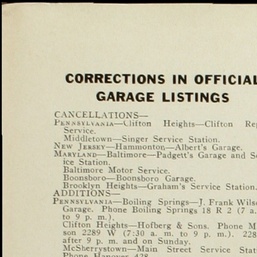 CORRECTIONS IN OFFICIAL
GARAGE LISTINGS
CANCELLATIONS—
PENNSYLVANIA—Clifton Heights—Clifton
Service.
Middletown—Singer Service Station.
NEW JERSEY—Hammonton—Albert's Garage.
MARYLAND—Baltimore—Padgett's Garage and
ice Station.
Baltimore Motor Service.
Boonsboro—Boonsboro Garage.
Brooklyn Heights—Graham's Service Station.
ADDITIONS—
PENNSYLVANIA—Boiling Springs—J. Frank
Garage. Phone Boiling Springs 18 R 2 (7 a.
to 9 p. m.).
Clifton Heights—Hofberg & Sons. Phone
son 2289 W (7:30 a. m. to 9 p. m.).
after 9 p. m. and on Sunday.
McSherrystown—Main Street Service
Phone Hanover 428